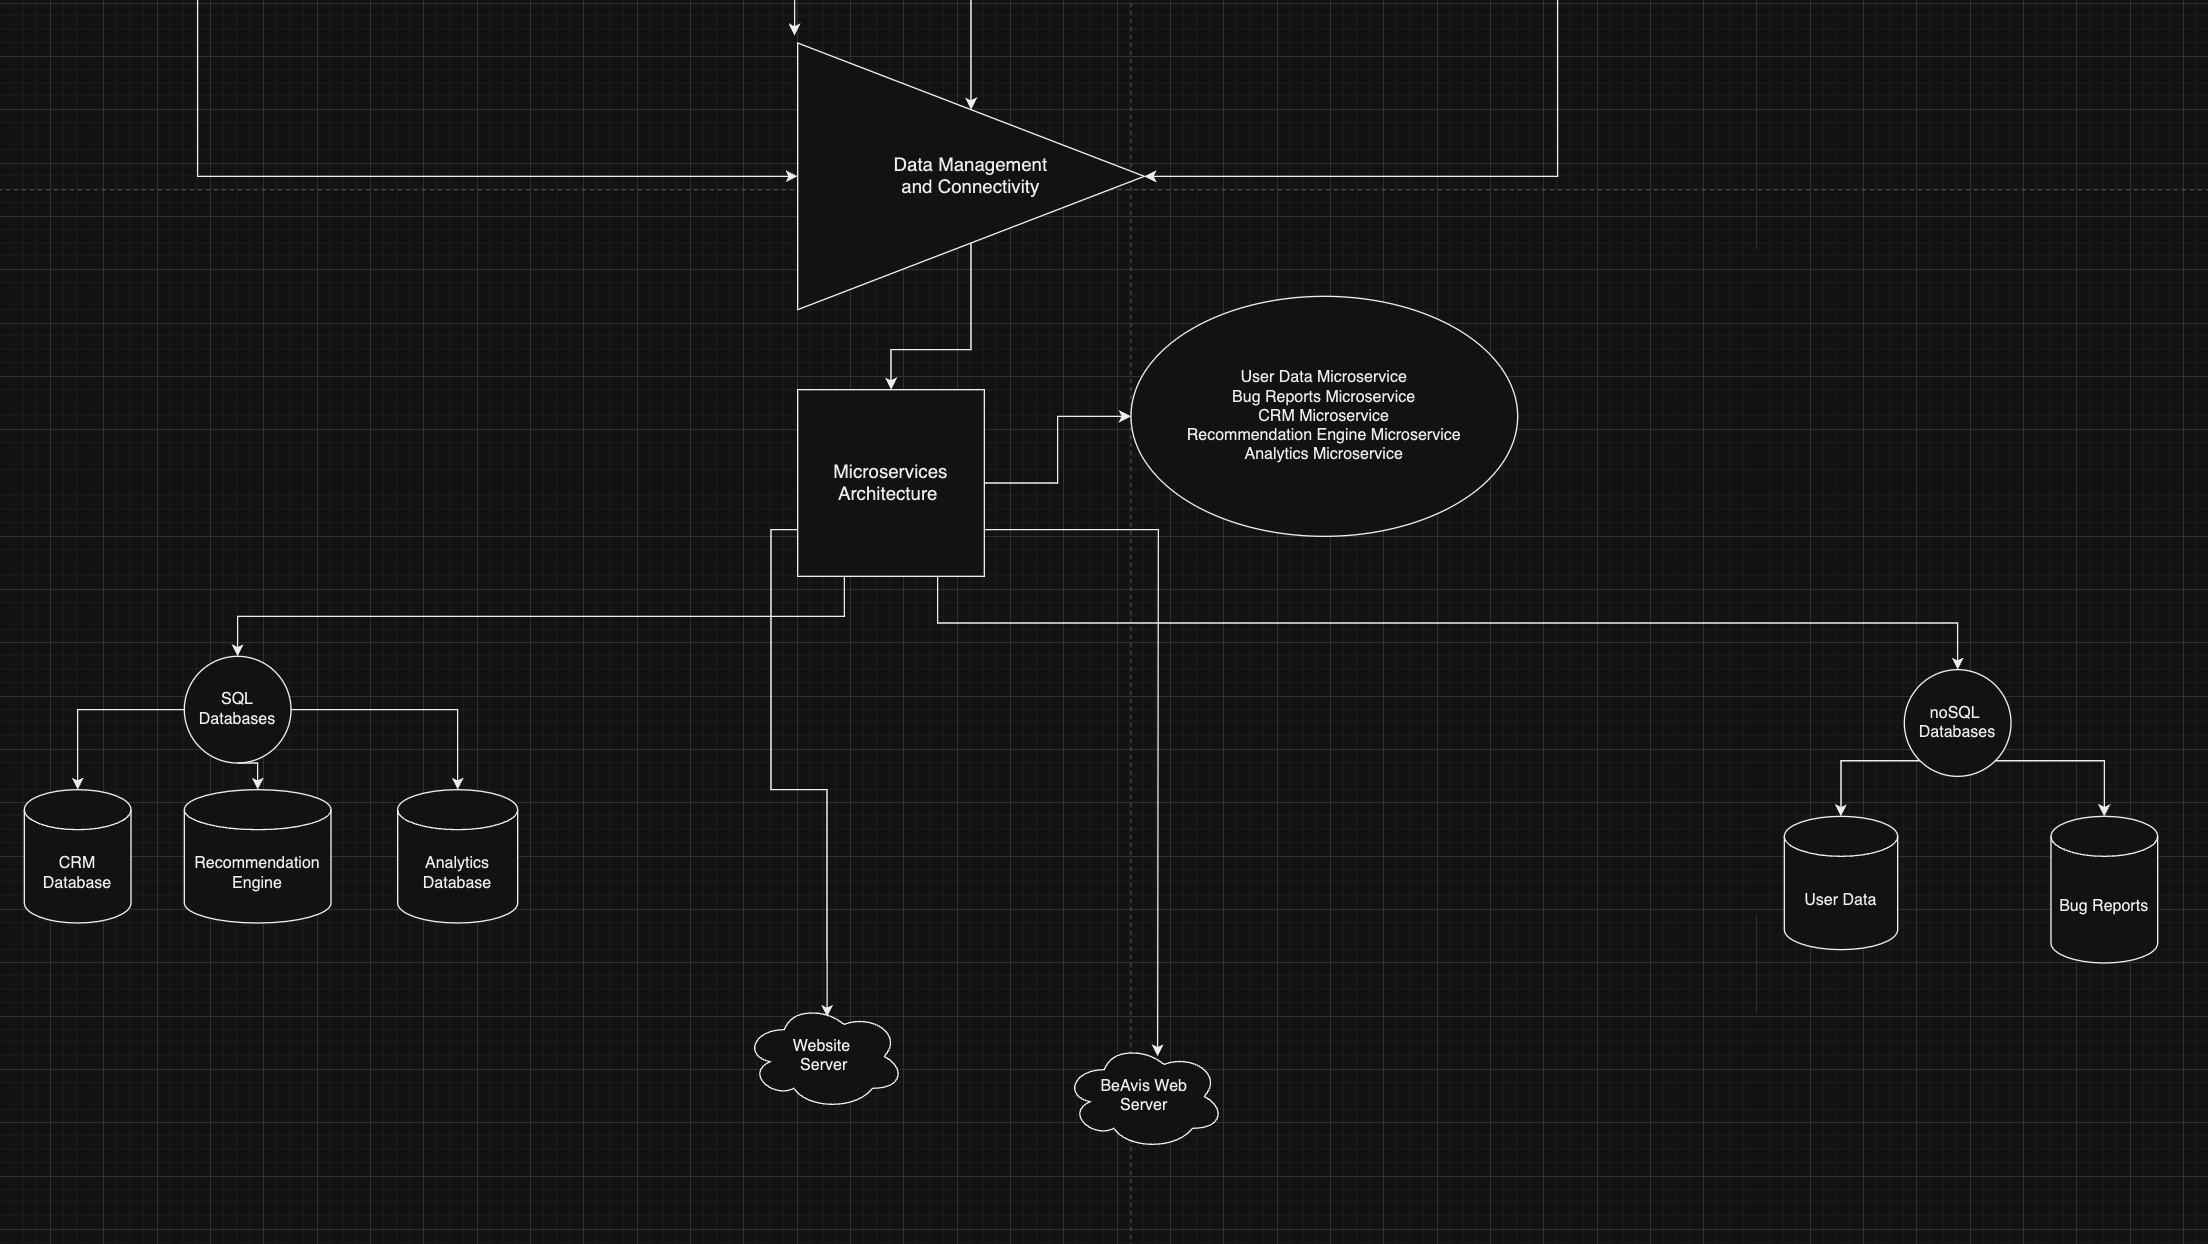 Data Management
and Connectivity
User Data Microservice
Bug Reports Microservice
CRM Microservice
Recommendation Engine Microservice
Analytics Microservice
Microservices
Architecture
SQL
Databases
noSQL
Databases
CRM
Database
Recommendation
Engine
Analytics
Database
User Data
Bug Reports
Website
Server
BeAvis Web
Server